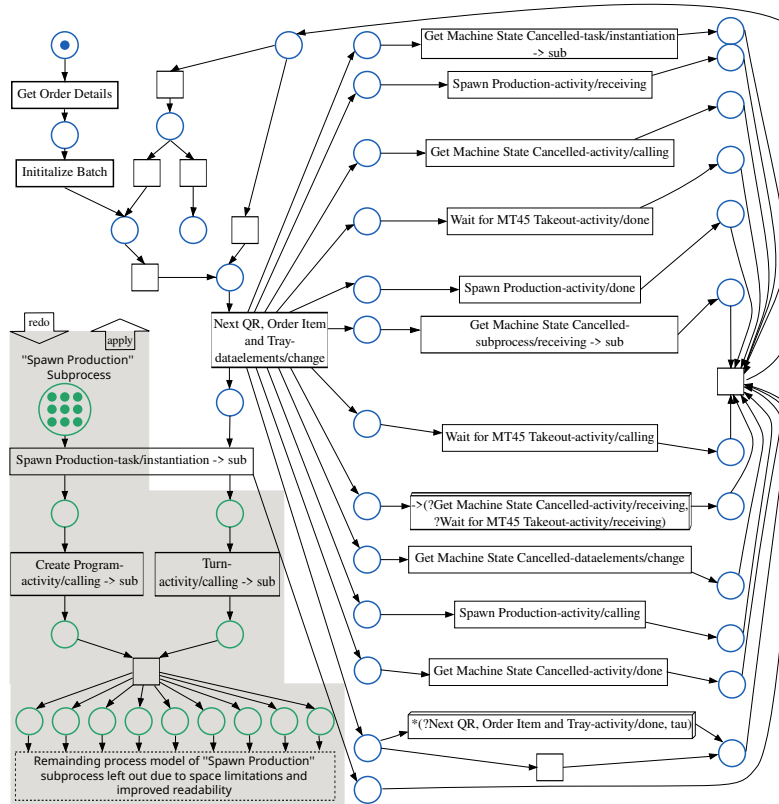 Get Order Details
Inititalize Batch
Get Machine State Cancelled-task/instantiation
-> sub
Spawn Production-activity/receiving
Get Machine State Cancelled-activity/calling
Wait for MT45 Takeout-activity/done
Spawn Production-activity/done
Next QR, Order Item
and Tray-
dataelements/change
Get Machine State Cancelled-
subprocess/receiving -> sub
redo
apply
"Spawn Production"
Subprocess
Wait for MT45 Takeout-activity/calling
Spawn Production-task/instantiation -> sub
->(?Get Machine State Cancelled-activity/receiving,
?Wait for MT45 Takeout-activity/receiving)
Get Machine State Cancelled-dataelements/change
Create Program-
activity/calling -> sub
Turn-
activity/calling -> sub
Spawn Production-activity/calling
Get Machine State Cancelled-activity/done
*(?Next QR, Order Item and Tray-activity/done, tau)
Remainding process model of "Spawn Production"
subprocess left out due to space limitations and
improved readability